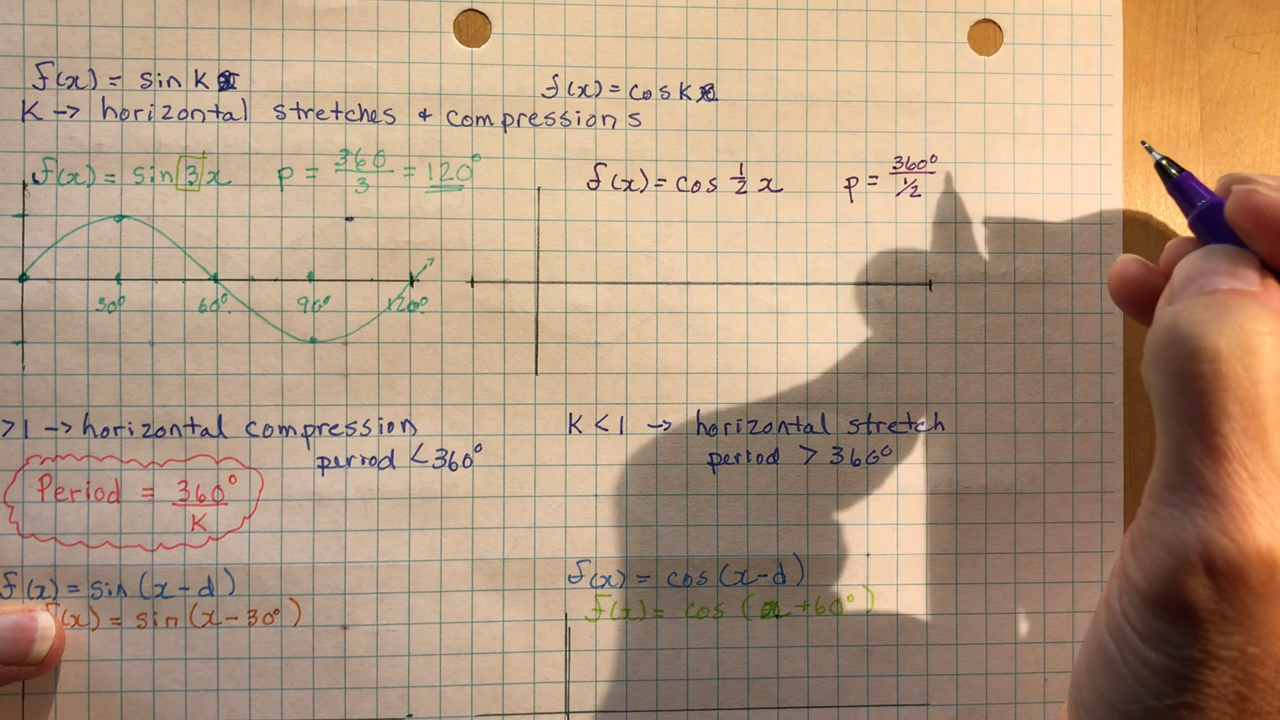 f(x) = sin kx
f(x) = cos kx
K → horizontal stretches + compressions
f(x) = sin 3x   p = 360/3 = 120°
f(x) = cos 1/2 x   p = 360°/1/2
30° 60° 90° 120°
>1 → horizontal compression
period < 360°
K < 1 → horizontal stretch
period > 360°
Period = 360°/K
f(x) = sin (x-d)
f(x) = sin (x-30°)
f(x) = cos (x-d)
f(x) = cos (x+60°)